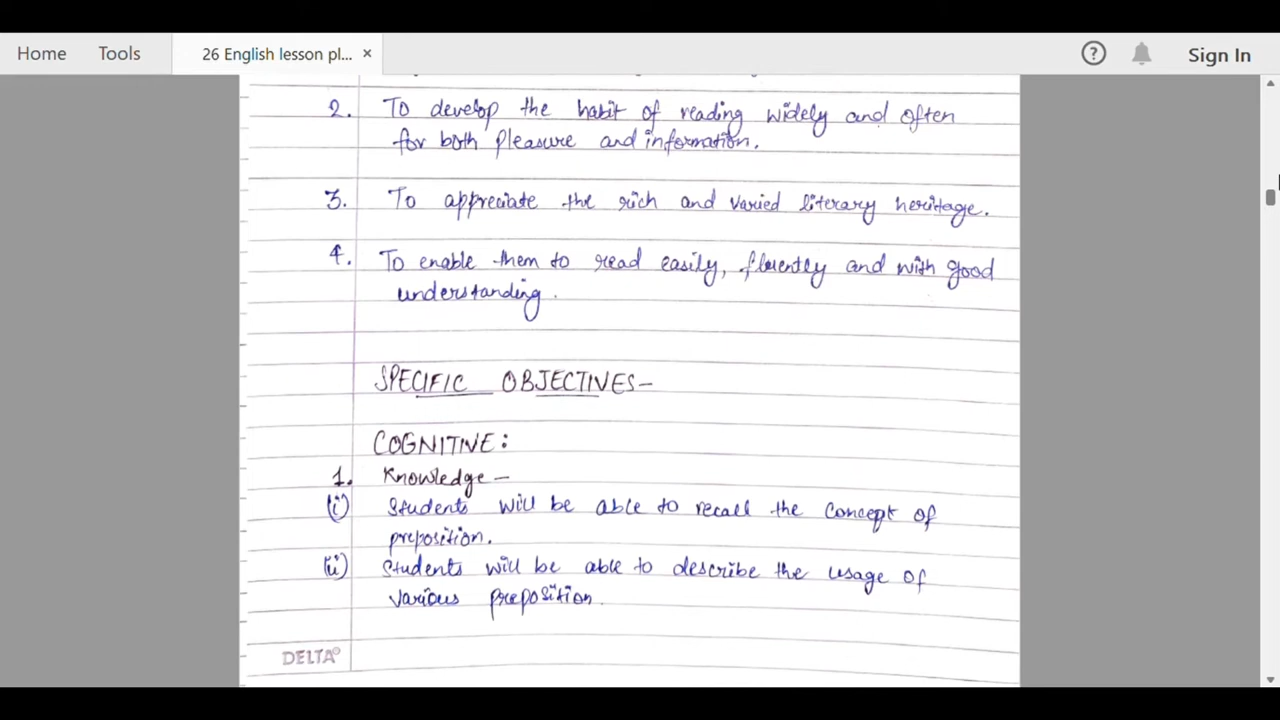 Home Tools 26 English lesson pl... × ? Sign In
2. To develop the habit of reading widely and often
for both pleasure and information.
3. To appreciate the rich and varied literary heritage.
4. To enable them to read easily, fluently and with good
understanding.
SPECIFIC OBJECTIVES-
COGNITIVE:
1. Knowledge -
(i) Students will be able to recall the concept of
preposition.
(ii) Students will be able to describe the usage of
various preposition.
DELTA